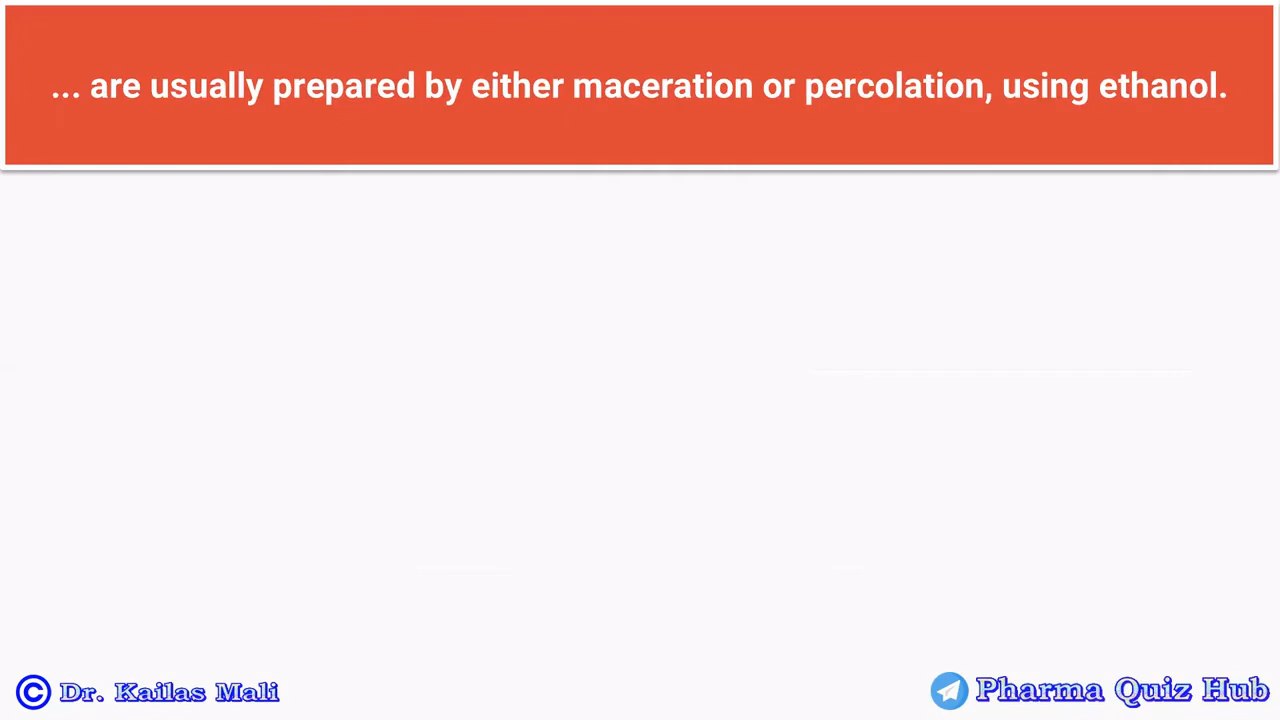 ... are usually prepared by either maceration or percolation, using ethanol.
© Dr. Kailas Mali
Pharma Quiz Hub